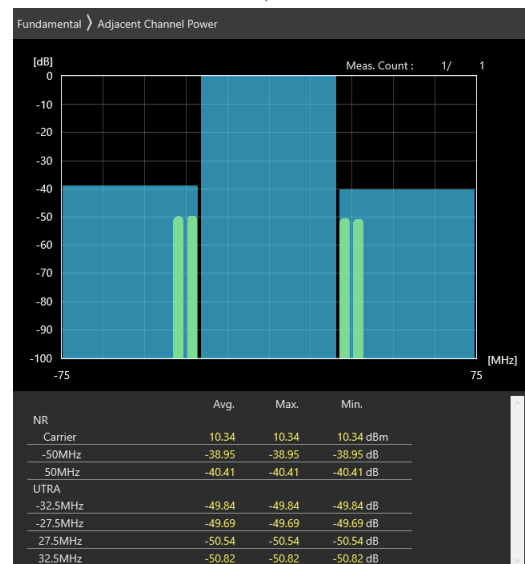 Fundamental 〉 Adjacent Channel Power
[dB]
Meas. Count : 1/ 1
0
-10
-20
-30
-40
-50
-60
-70
-80
-90
-100
[MHz]
-75 75
Avg. Max. Min.
NR
Carrier 10.34 10.34 10.34 dBm
-50MHz -38.95 -38.95 -38.95 dB
50MHz -40.41 -40.41 -40.41 dB
UTRA
-32.5MHz -49.84 -49.84 -49.84 dB
-27.5MHz -49.69 -49.69 -49.69 dB
27.5MHz -50.54 -50.54 -50.54 dB
32.5MHz -50.82 -50.82 -50.82 dB